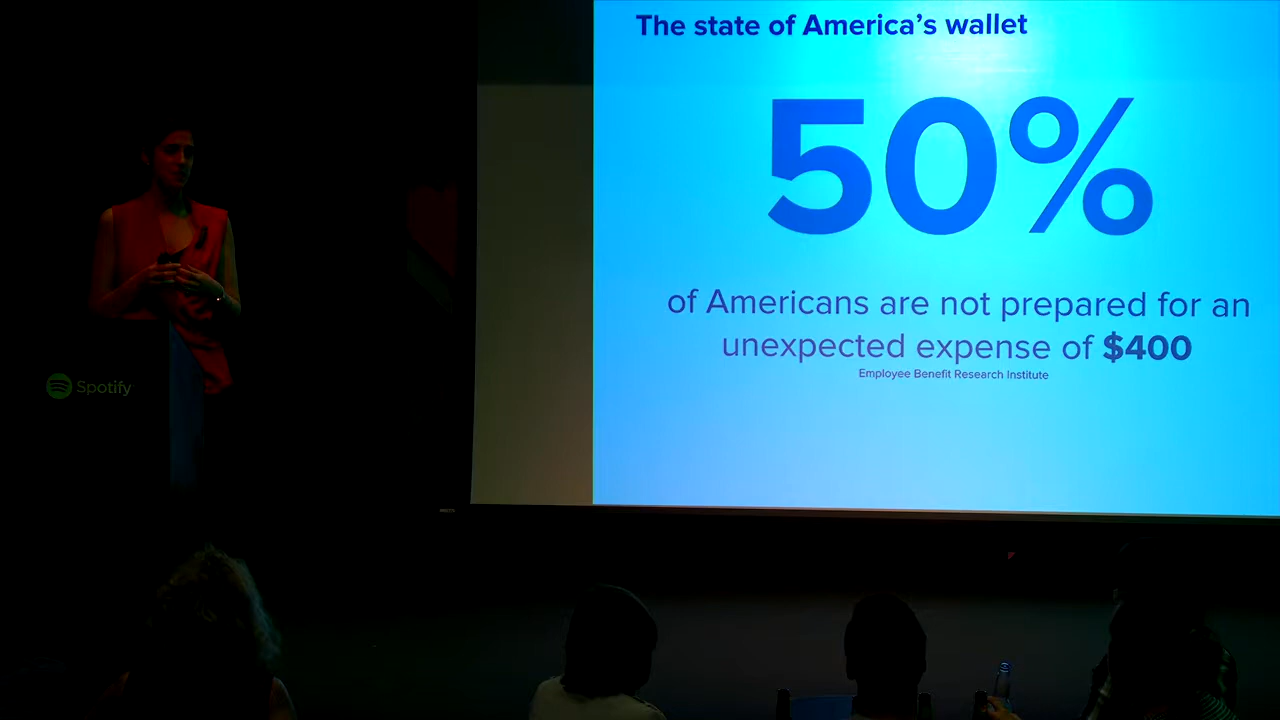 The state of America's wallet
50%
of Americans are not prepared for an
unexpected expense of $400
Employee Benefit Research Institute
Spotify